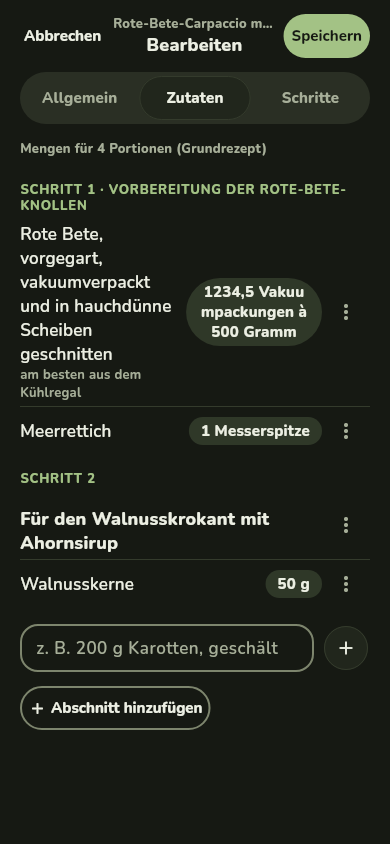 Abbrechen
Rote-Bete-Carpaccio m...
Bearbeiten
Speichern
Allgemein
Zutaten
Schritte
Mengen für 4 Portionen (Grundrezept)
SCHRITT 1 · VORBEREITUNG DER ROTE-BETE-
KNOLLEN
Rote Bete,
vorgegart,
vakuumverpackt
und in hauchdünne
Scheiben
geschnitten
am besten aus dem
Kühlregal
1234,5 Vakuu
mpackungen à
500 Gramm
Meerrettich
1 Messerspitze
SCHRITT 2
Für den Walnusskrokant mit
Ahornsirup
Walnusskerne
50 g
z. B. 200 g Karotten, geschält
+
+ Abschnitt hinzufügen